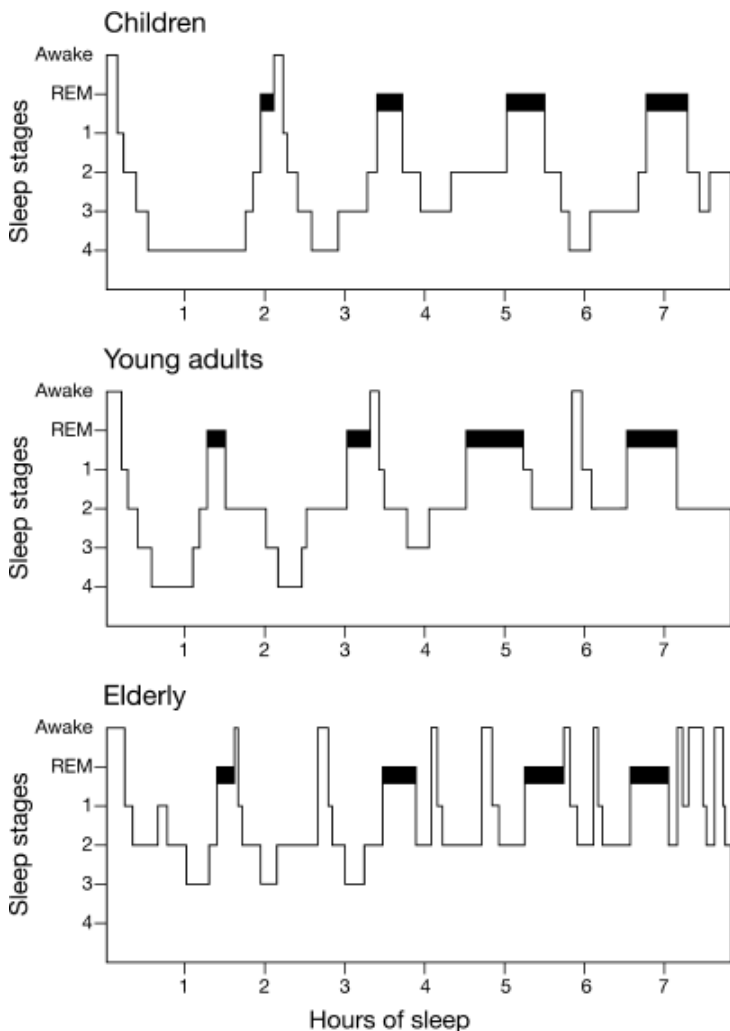 Children
Sleep stages
Awake
REM
1
2
3
4
1 2 3 4 5 6 7
Young adults
Sleep stages
Awake
REM
1
2
3
4
1 2 3 4 5 6 7
Elderly
Sleep stages
Awake
REM
1
2
3
4
1 2 3 4 5 6 7
Hours of sleep